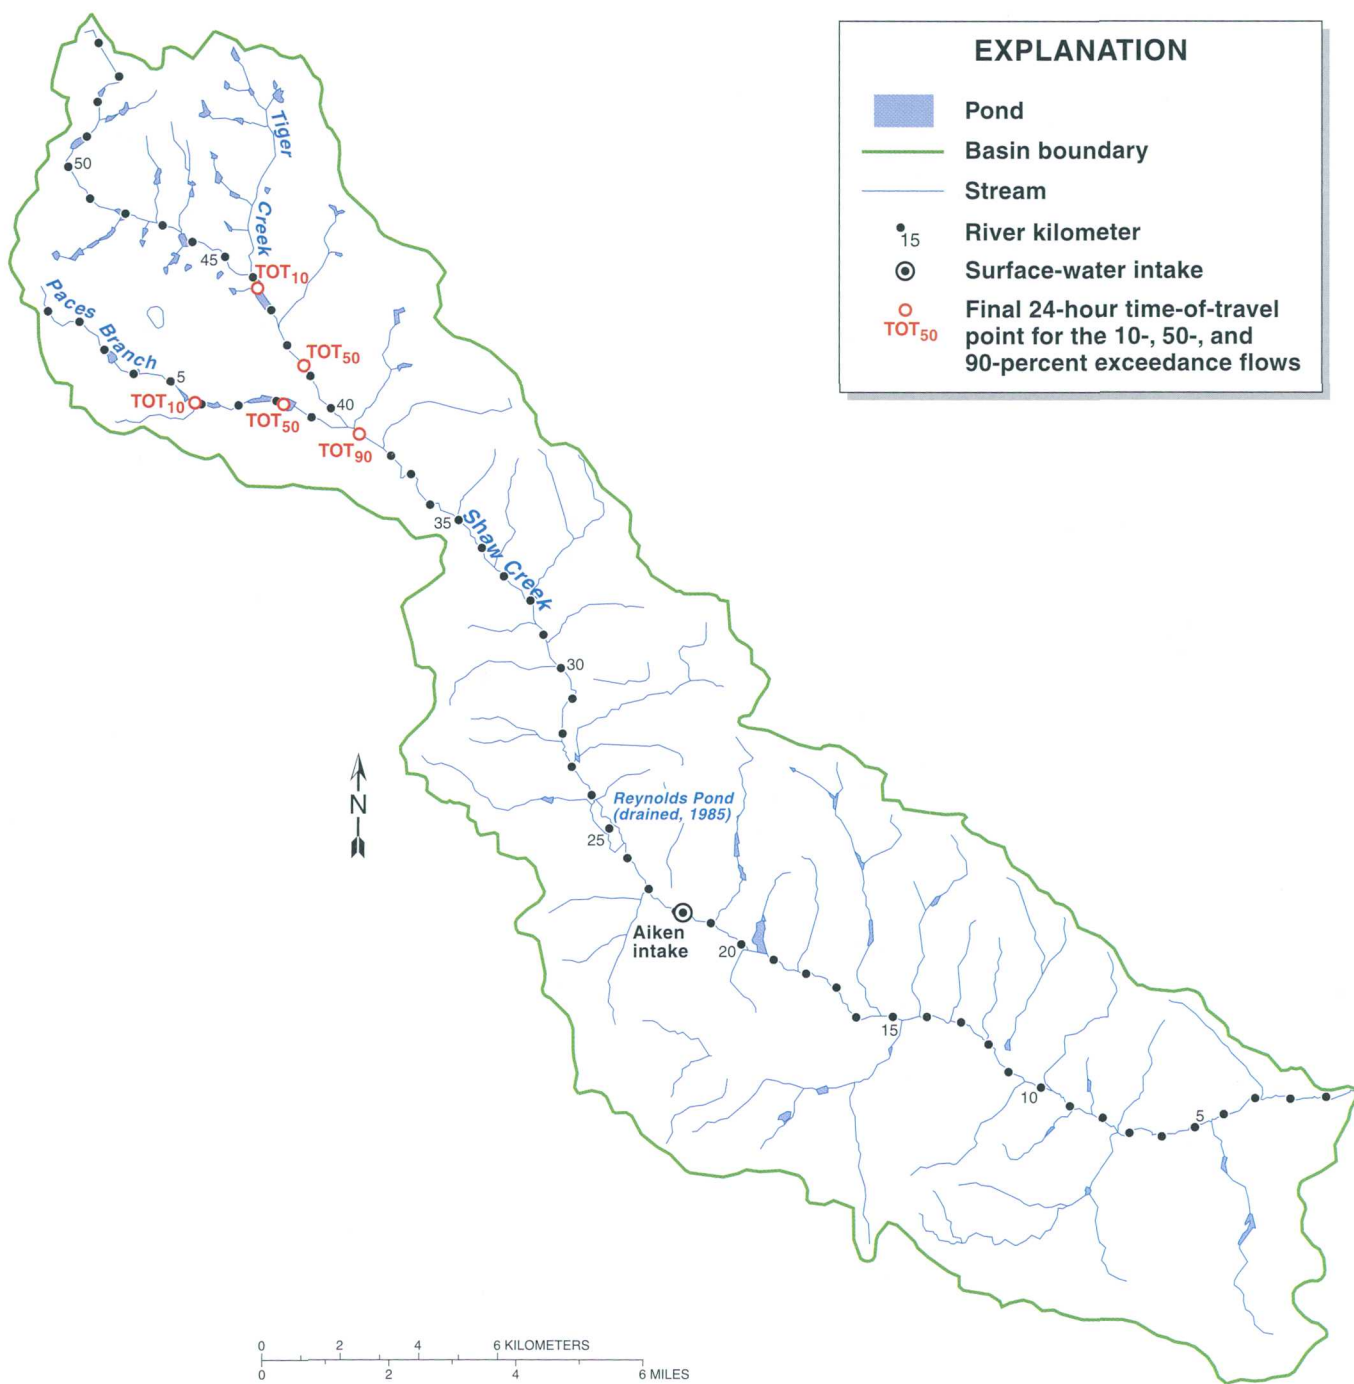 EXPLANATION
Pond
Basin boundary
Stream
15
River kilometer
Surface-water intake
TOT50
Final 24-hour time-of-travel
point for the 10-, 50-, and
90-percent exceedance flows
Tiger
Creek
50
45
TOT10
Paces Branch
5
TOT50
TOT10
TOT50
40
TOT90
35
Shaw Creek
30
N
Reynolds Pond
(drained, 1985)
25
Aiken
intake
20
15
10
5
0 2 4 6 KILOMETERS
0 2 4 6 MILES